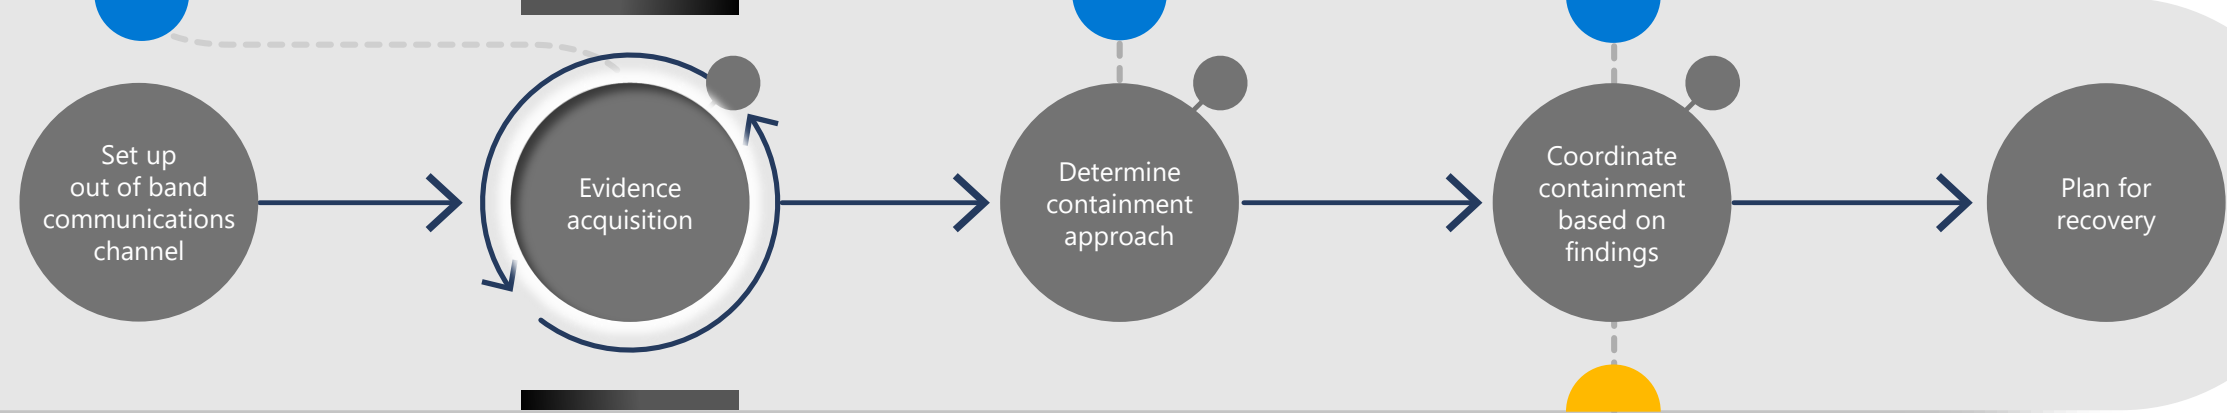 Set up
out of band
communications
channel
Evidence
acquisition
Determine
containment
approach
Coordinate
containment
based on
findings
Plan for
recovery